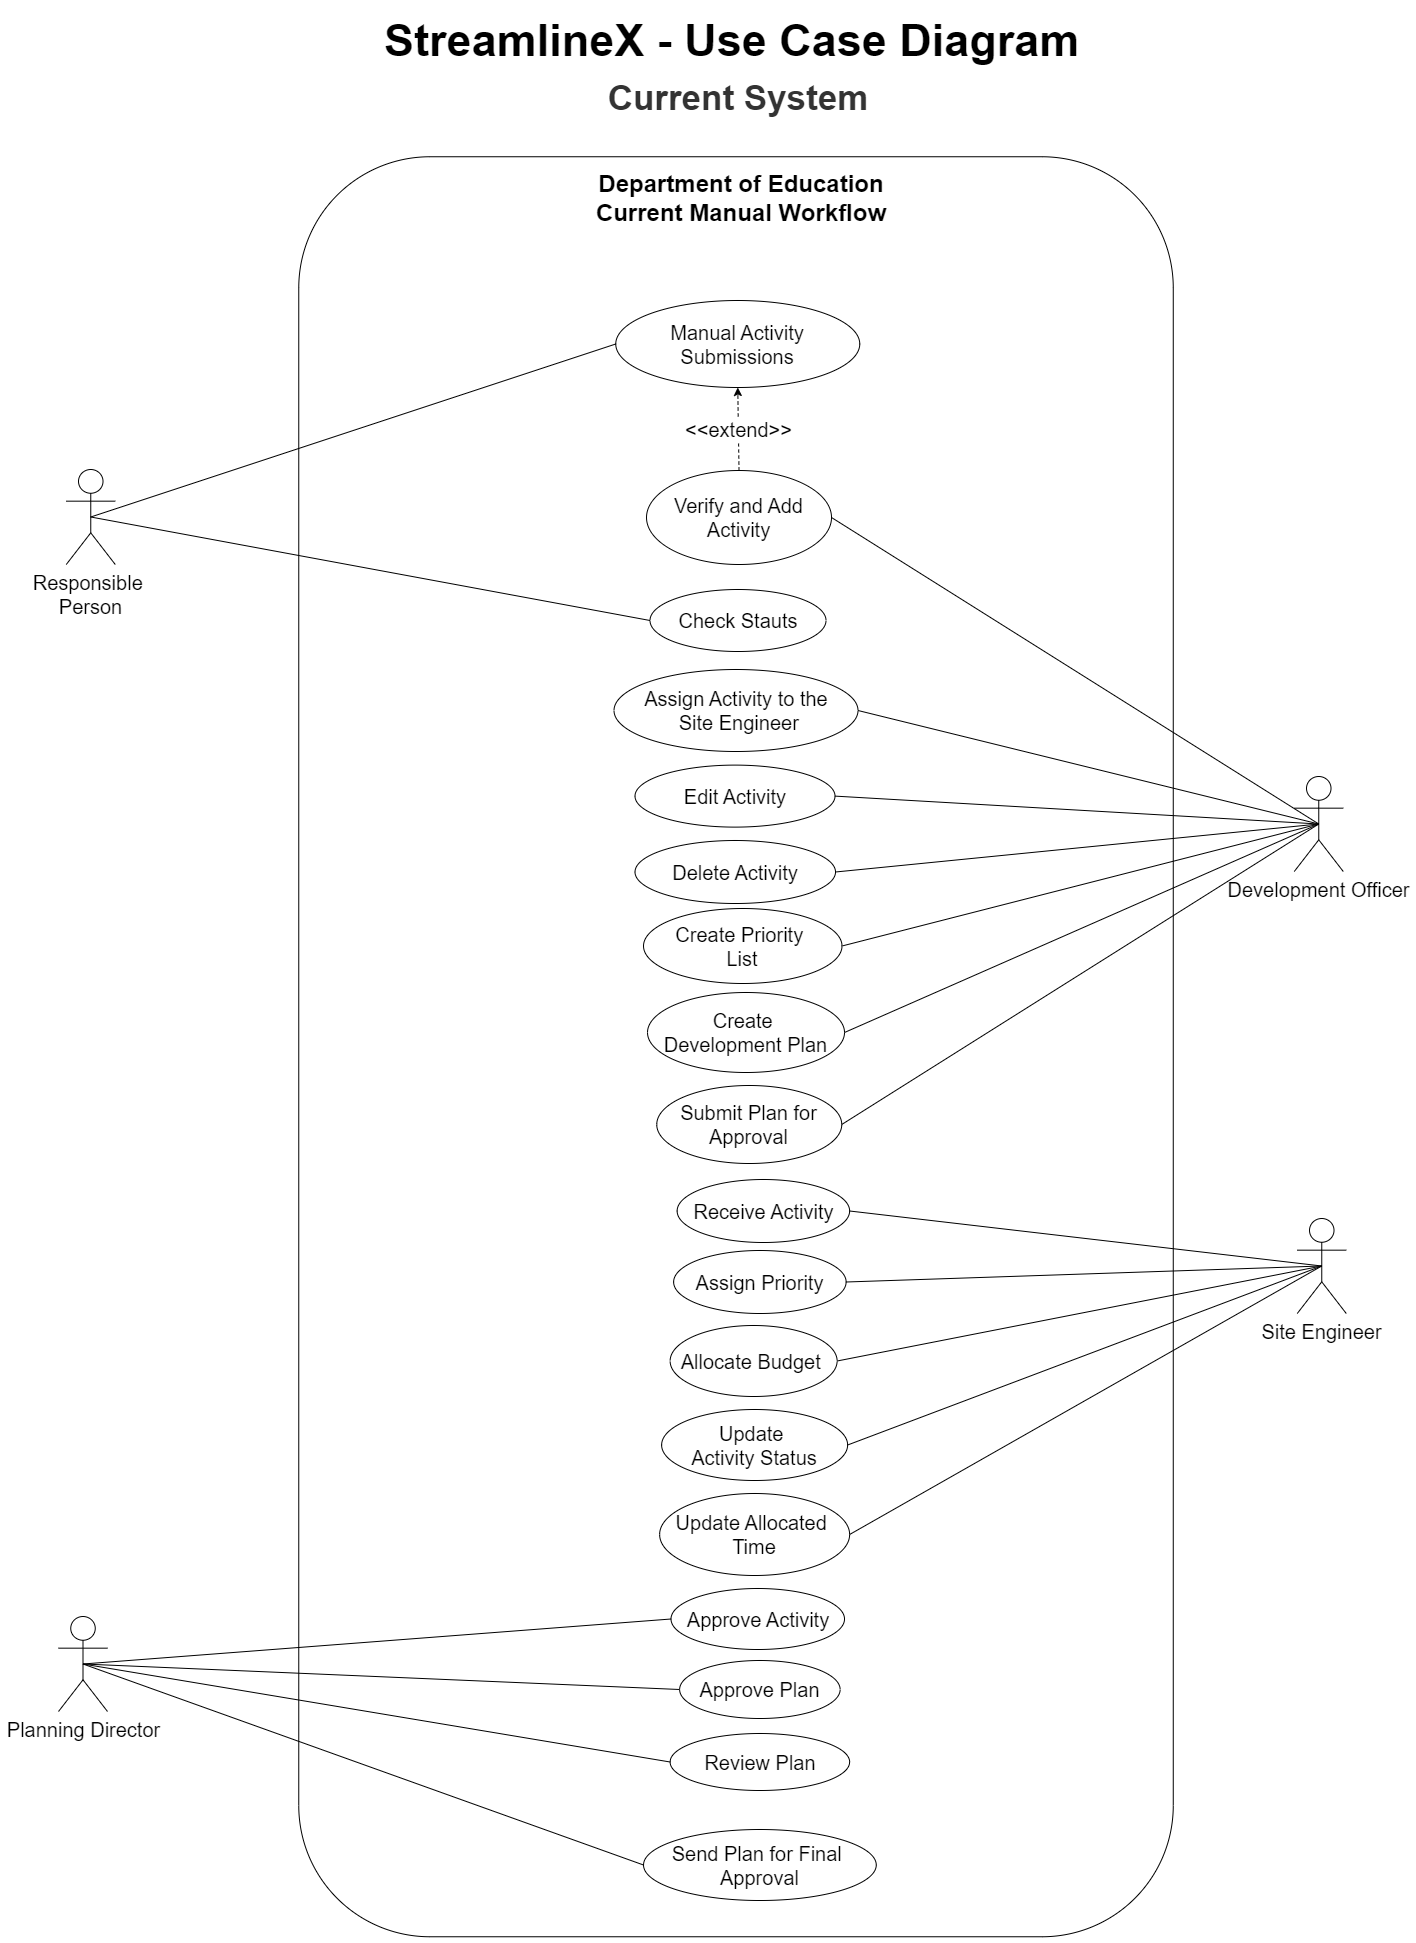 StreamlineX - Use Case Diagram
Current System
Department of Education
Current Manual Workflow
Manual Activity
Submissions
<<extend>>
Verify and Add
Activity
Responsible
Person
Check Stauts
Assign Activity to the
Site Engineer
Edit Activity
Delete Activity
Development Officer
Create Priority
List
Create
Development Plan
Submit Plan for
Approval
Receive Activity
Assign Priority
Site Engineer
Allocate Budget
Update
Activity Status
Update Allocated
Time
Approve Activity
Approve Plan
Planning Director
Review Plan
Send Plan for Final
Approval